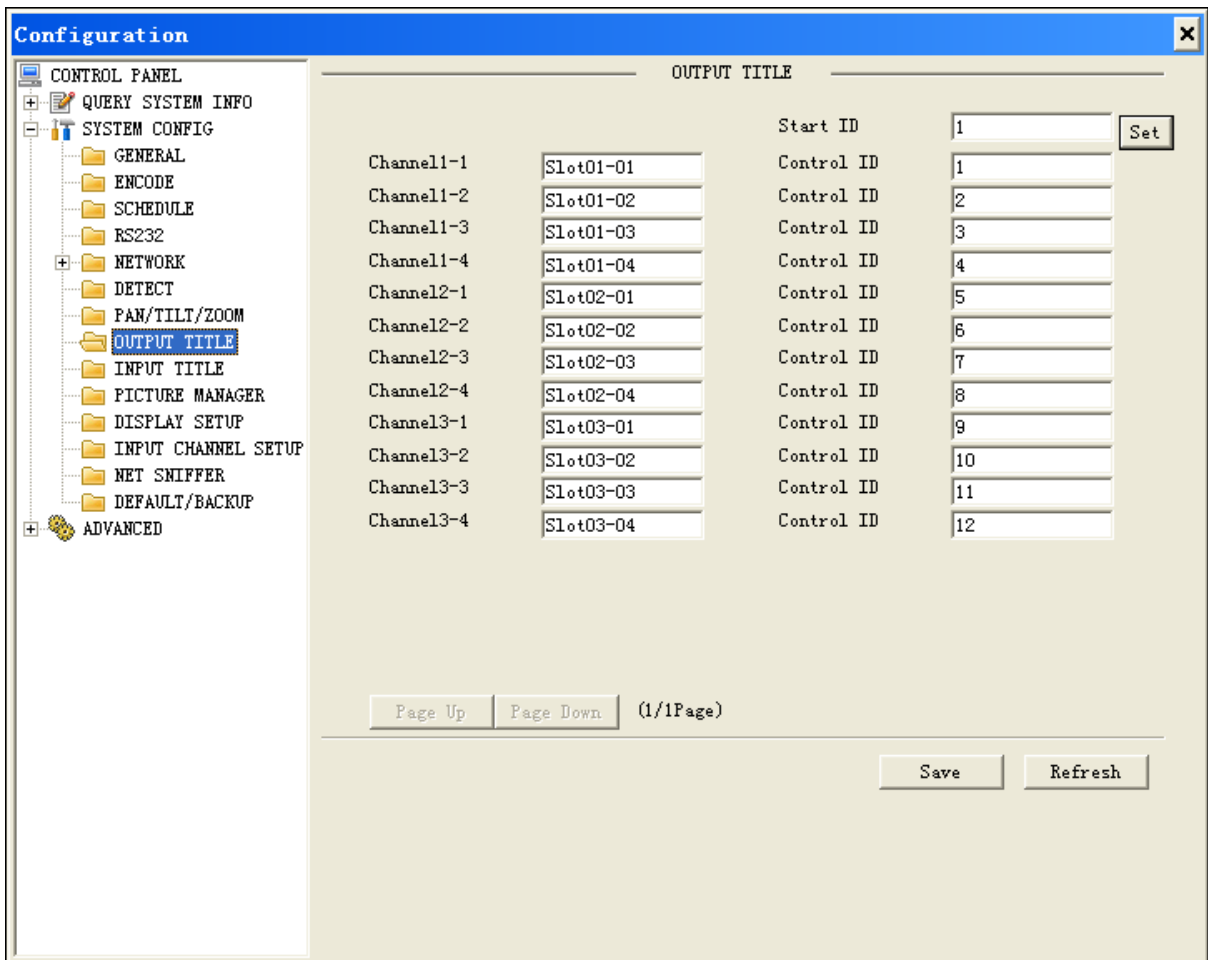 Configuration
CONTROL PANEL
QUERY SYSTEM INFO
SYSTEM CONFIG
GENERAL
ENCODE
SCHEDULE
RS232
NETWORK
DETECT
PAN/TILT/ZOOM
OUTPUT TITLE
INPUT TITLE
PICTURE MANAGER
DISPLAY SETUP
INPUT CHANNEL SETUP
NET SNIFFER
DEFAULT/BACKUP
ADVANCED
OUTPUT TITLE
Start ID 1 Set
Channel1-1 Slot01-01 Control ID 1
Channel1-2 Slot01-02 Control ID 2
Channel1-3 Slot01-03 Control ID 3
Channel1-4 Slot01-04 Control ID 4
Channel2-1 Slot02-01 Control ID 5
Channel2-2 Slot02-02 Control ID 6
Channel2-3 Slot02-03 Control ID 7
Channel2-4 Slot02-04 Control ID 8
Channel3-1 Slot03-01 Control ID 9
Channel3-2 Slot03-02 Control ID 10
Channel3-3 Slot03-03 Control ID 11
Channel3-4 Slot03-04 Control ID 12
Page Up Page Down (1/1Page)
Save Refresh